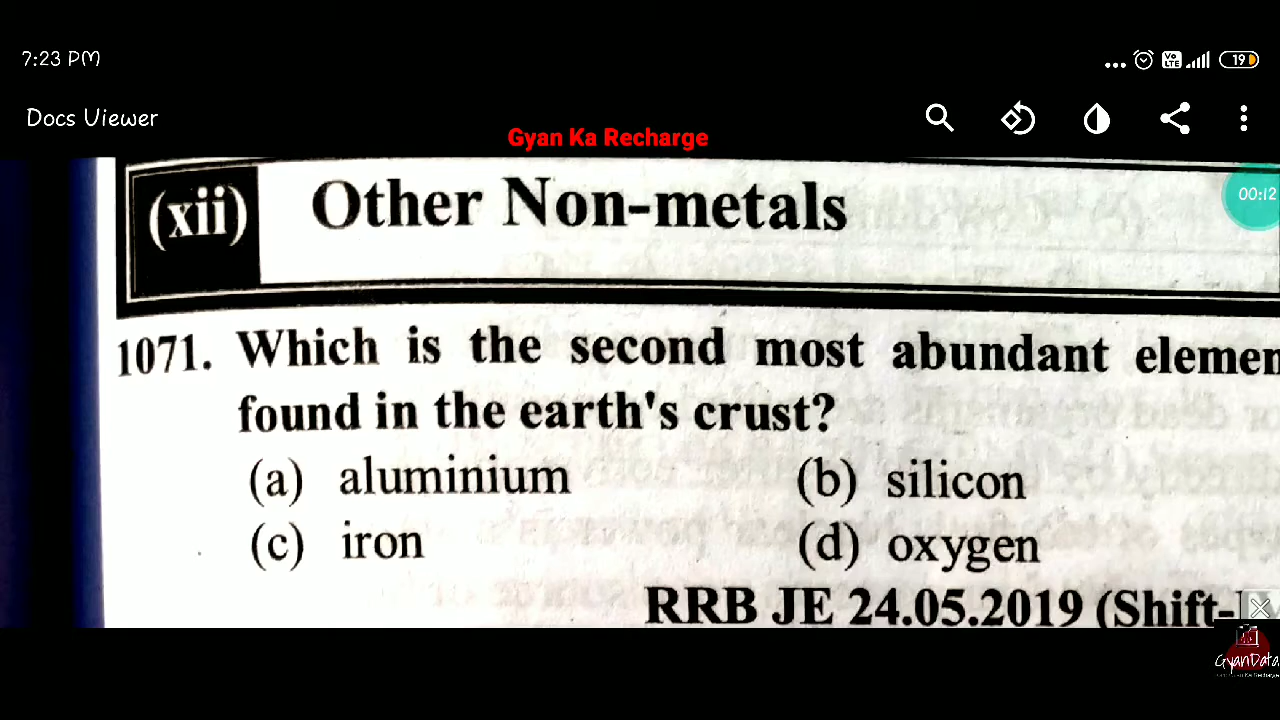 7:23 PM
19
Docs Viewer
Gyan Ka Recharge
00:12
(xii) Other Non-metals
1071. Which is the second most abundant elemen
found in the earth's crust?
(a) aluminium (b) silicon
(c) iron (d) oxygen
RRB JE 24.05.2019 (Shift-
GyanData